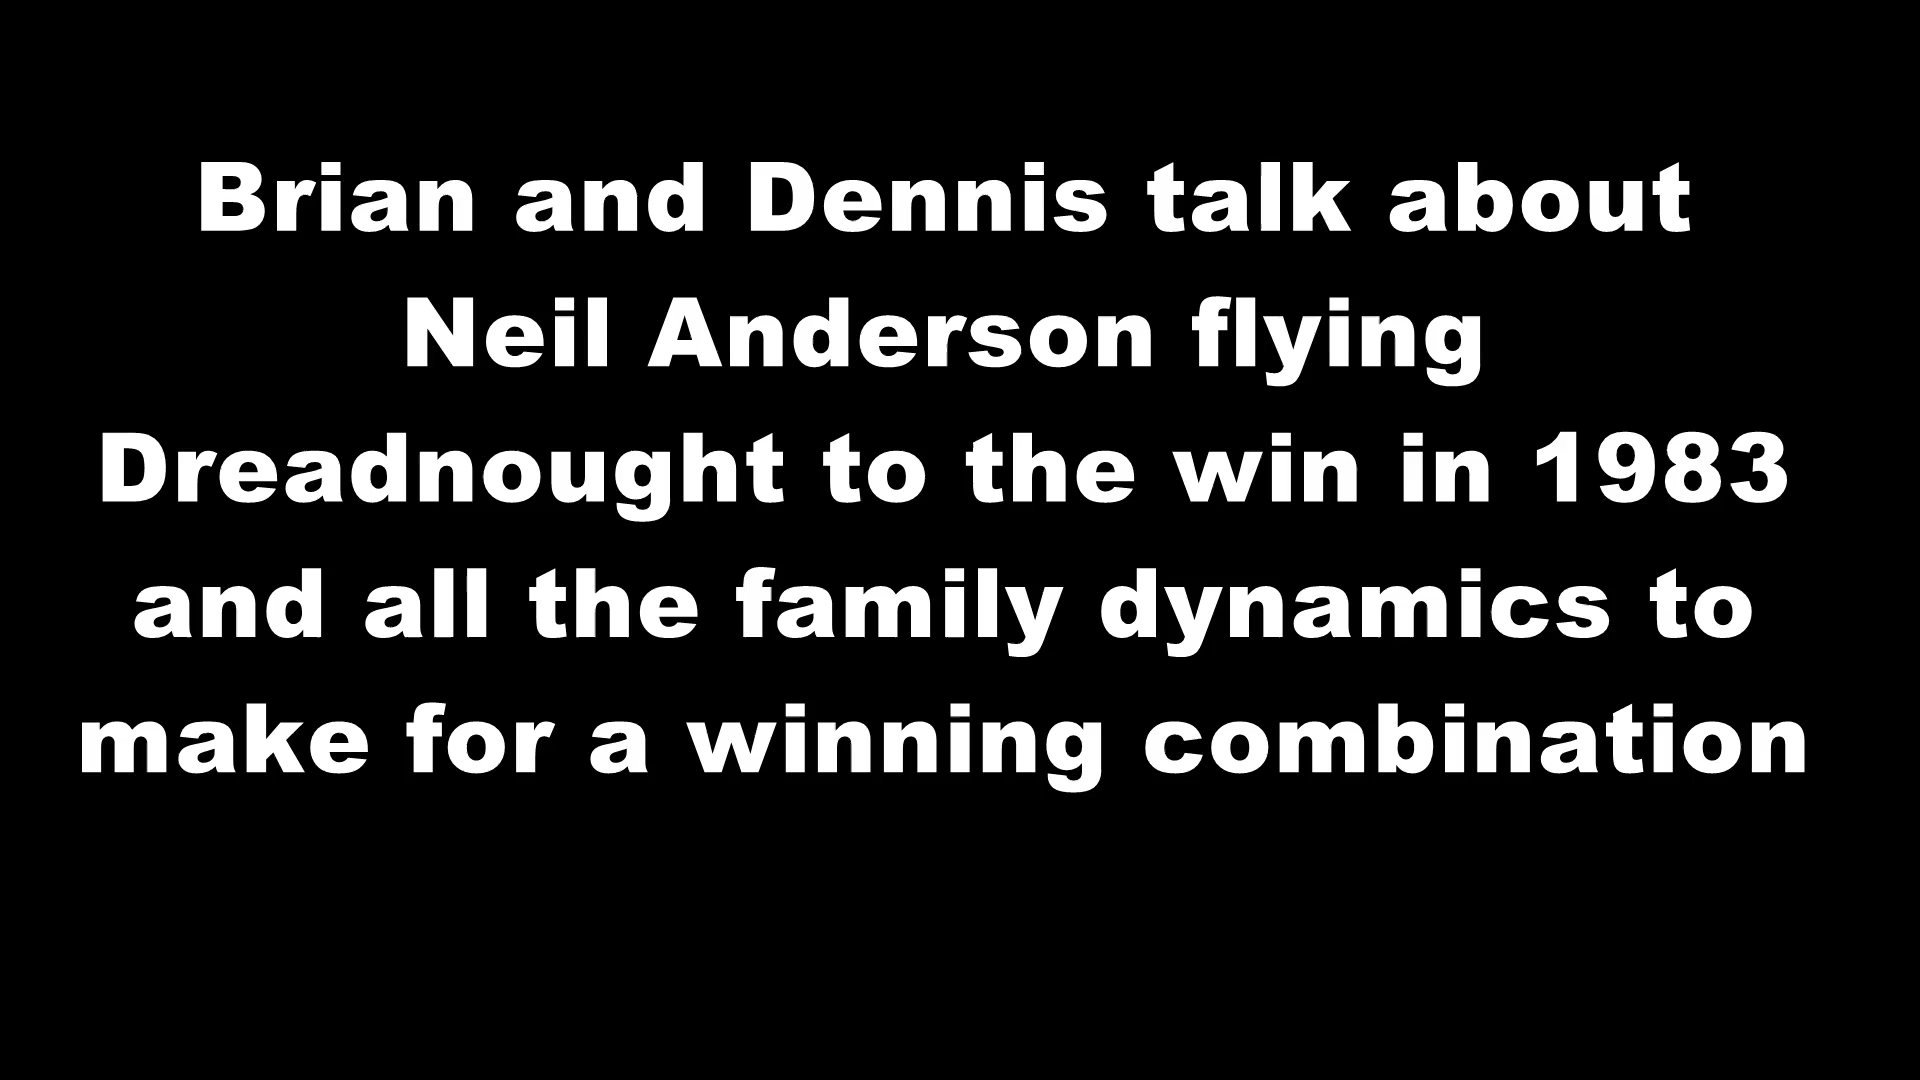 Brian and Dennis talk about
Neil Anderson flying
Dreadnought to the win in 1983
and all the family dynamics to
make for a winning combination